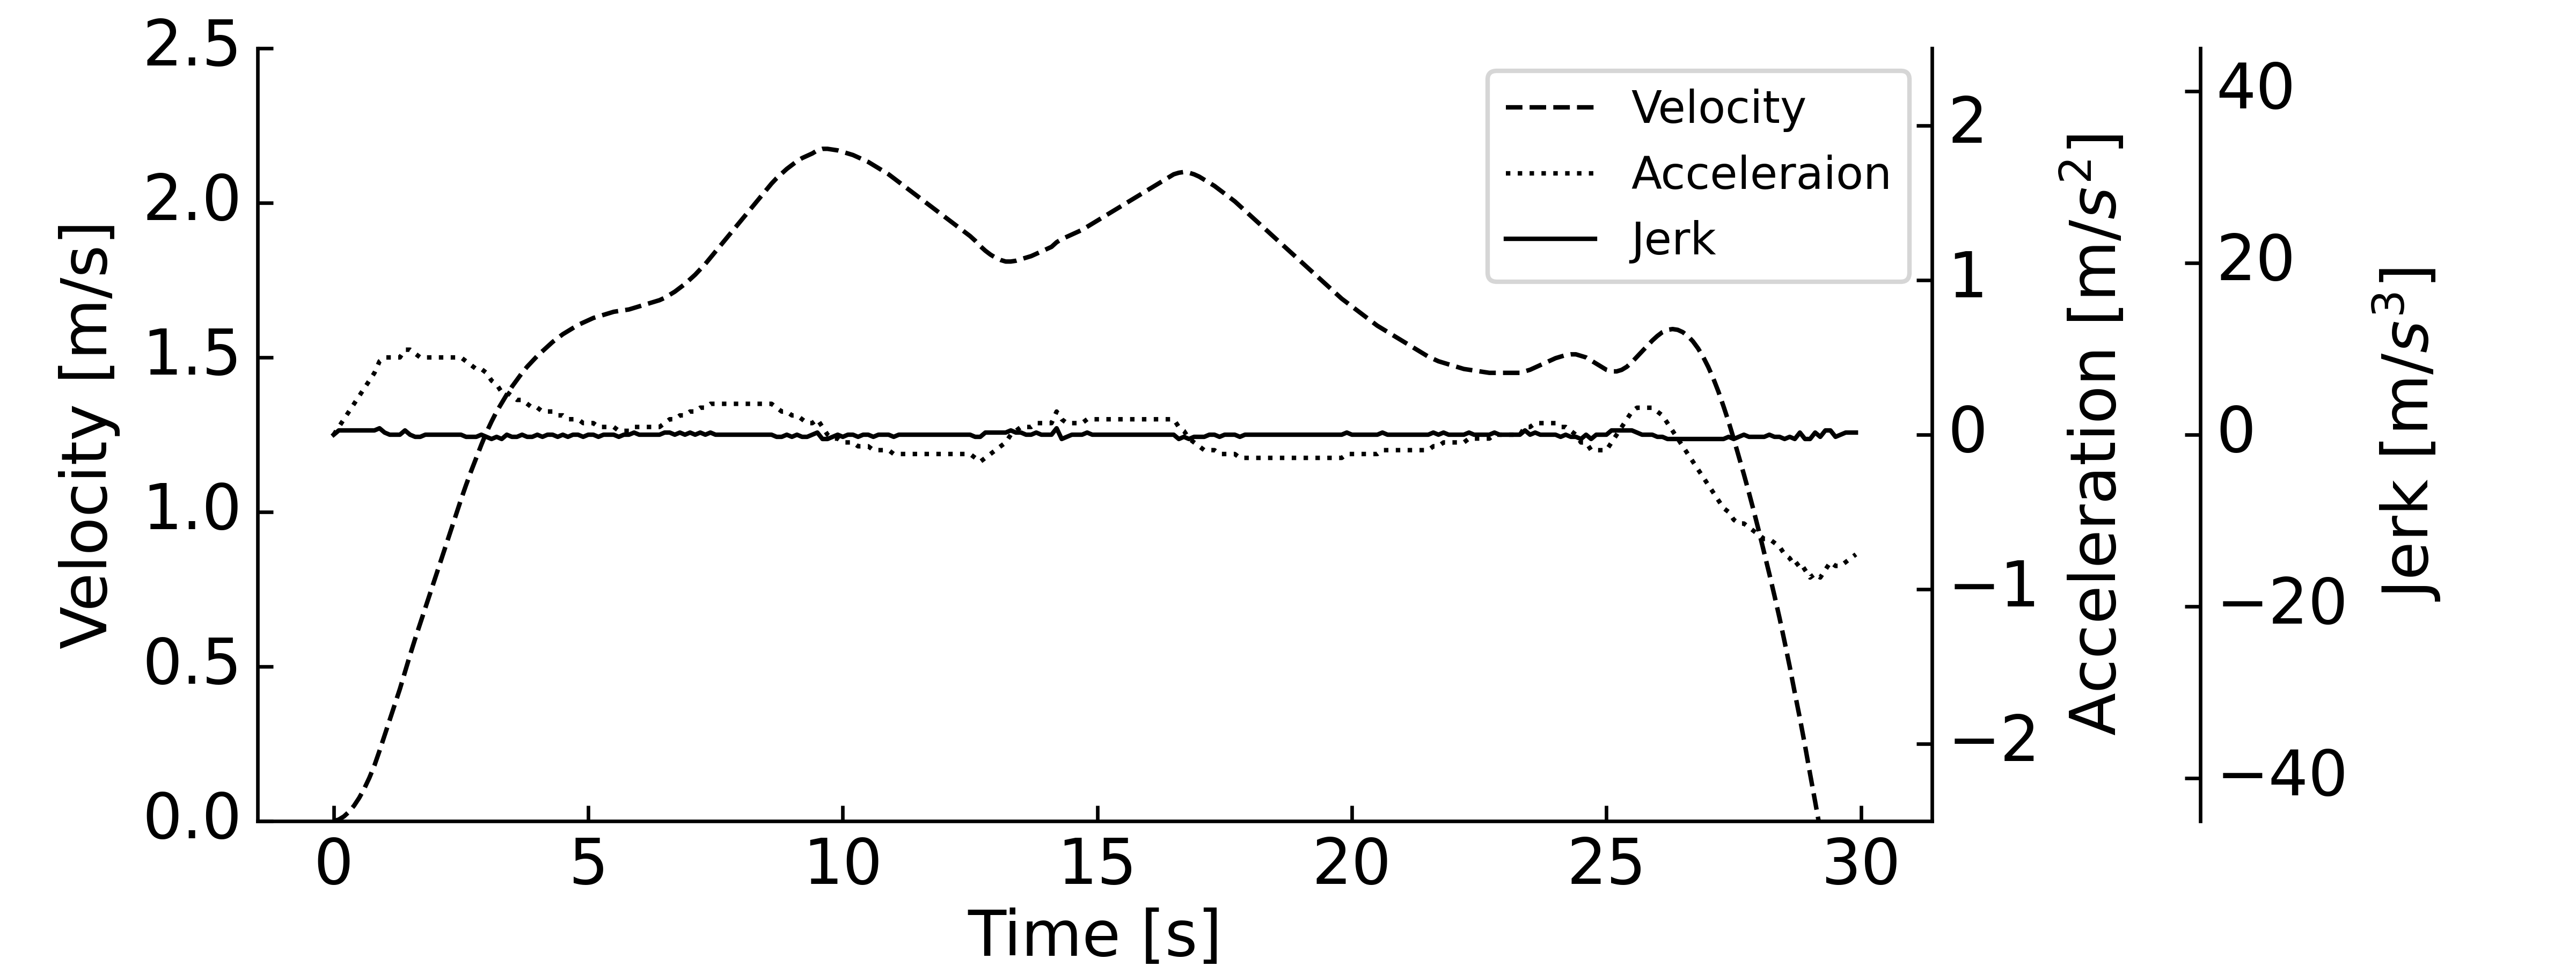 Velocity [m/s]
2.5
2.0
1.5
1.0
0.5
0.0
0 5 10 15 20 25 30
Time [s]
Velocity
Acceleraion
Jerk
2
1
0
−1
−2
Acceleration [m/s²]
40
20
0
−20
−40
Jerk [m/s³]